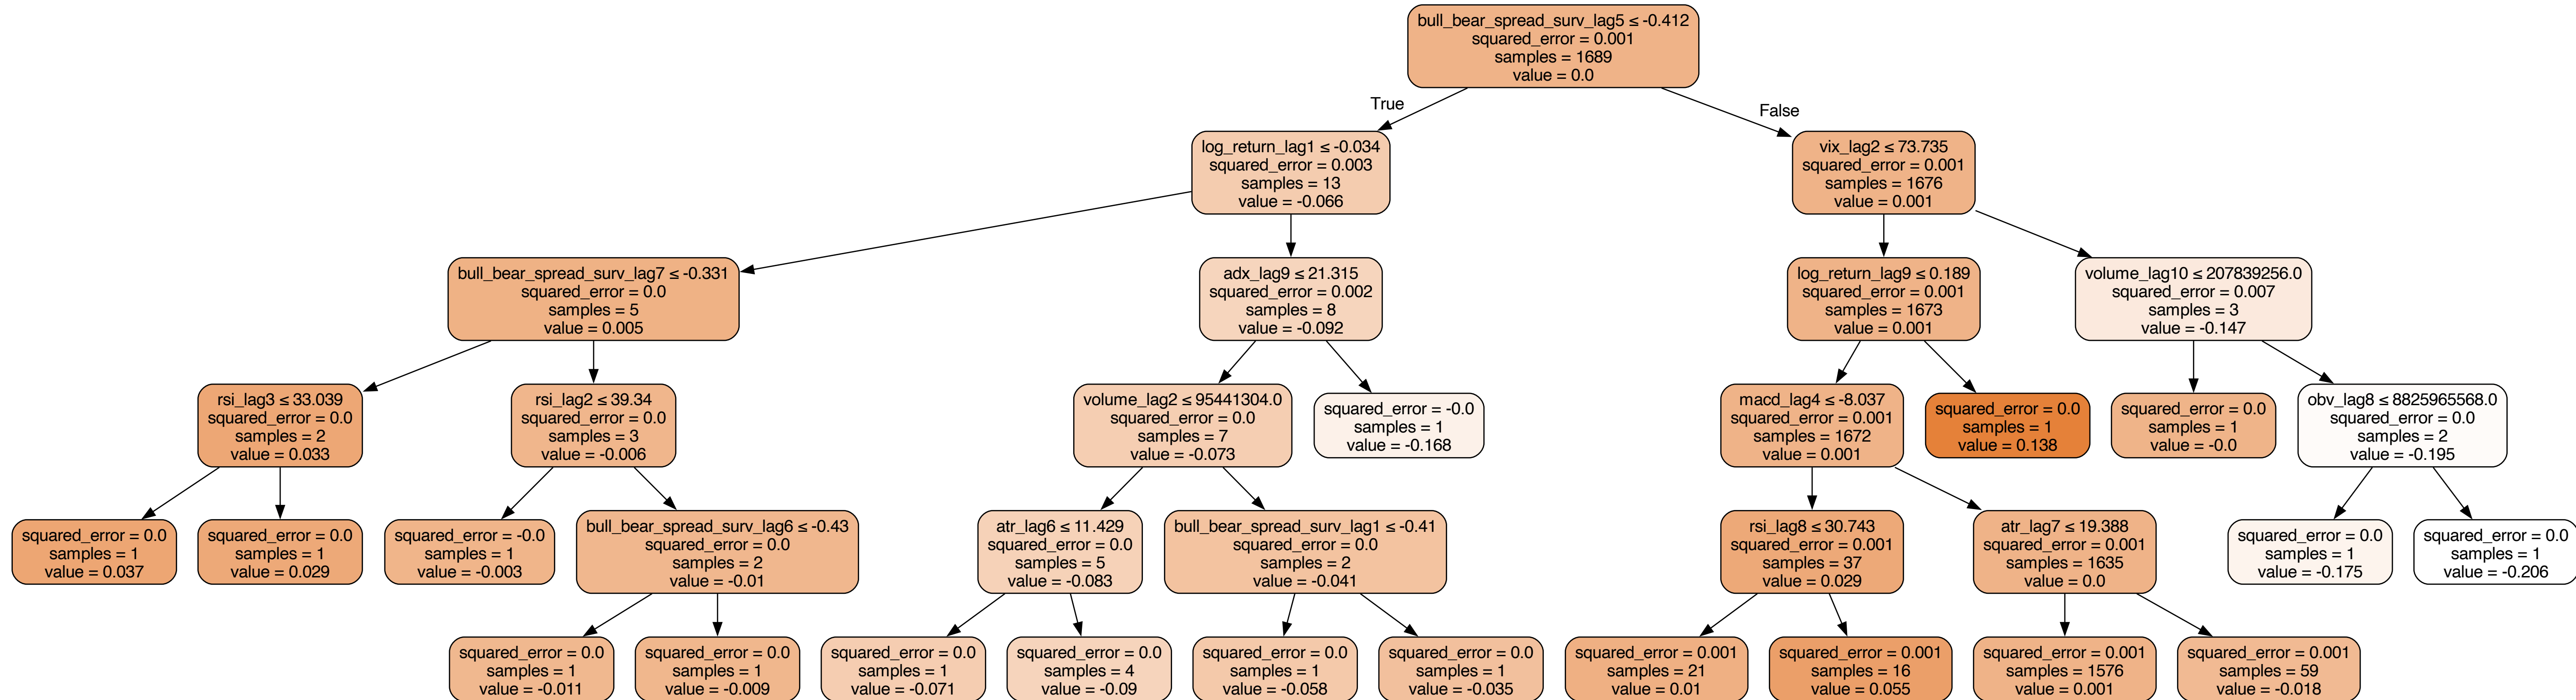 bull_bear_spread_surv_lag5 ≤ -0.412
squared_error = 0.001
samples = 1689
value = 0.0
True
False
log_return_lag1 ≤ -0.034
squared_error = 0.003
samples = 13
value = -0.066
vix_lag2 ≤ 73.735
squared_error = 0.001
samples = 1676
value = 0.001
bull_bear_spread_surv_lag7 ≤ -0.331
squared_error = 0.0
samples = 5
value = 0.005
adx_lag9 ≤ 21.315
squared_error = 0.002
samples = 8
value = -0.092
log_return_lag9 ≤ 0.189
squared_error = 0.001
samples = 1673
value = 0.001
volume_lag10 ≤ 207839256.0
squared_error = 0.007
samples = 3
value = -0.147
rsi_lag3 ≤ 33.039
squared_error = 0.0
samples = 2
value = 0.033
rsi_lag2 ≤ 39.34
squared_error = 0.0
samples = 3
value = -0.006
volume_lag2 ≤ 95441304.0
squared_error = 0.0
samples = 7
value = -0.073
squared_error = -0.0
samples = 1
value = -0.168
macd_lag4 ≤ -8.037
squared_error = 0.001
samples = 1672
value = 0.001
squared_error = 0.0
samples = 1
value = 0.138
squared_error = 0.0
samples = 1
value = -0.0
obv_lag8 ≤ 8825965568.0
squared_error = 0.0
samples = 2
value = -0.195
squared_error = 0.0
samples = 1
value = 0.037
squared_error = 0.0
samples = 1
value = 0.029
squared_error = -0.0
samples = 1
value = -0.003
bull_bear_spread_surv_lag6 ≤ -0.43
squared_error = 0.0
samples = 2
value = -0.01
atr_lag6 ≤ 11.429
squared_error = 0.0
samples = 5
value = -0.083
bull_bear_spread_surv_lag1 ≤ -0.41
squared_error = 0.0
samples = 2
value = -0.041
rsi_lag8 ≤ 30.743
squared_error = 0.001
samples = 37
value = 0.029
atr_lag7 ≤ 19.388
squared_error = 0.001
samples = 1635
value = 0.0
squared_error = 0.0
samples = 1
value = -0.175
squared_error = 0.0
samples = 1
value = -0.206
squared_error = 0.0
samples = 1
value = -0.011
squared_error = 0.0
samples = 1
value = -0.009
squared_error = 0.0
samples = 1
value = -0.071
squared_error = 0.0
samples = 4
value = -0.09
squared_error = 0.0
samples = 1
value = -0.058
squared_error = 0.0
samples = 1
value = -0.035
squared_error = 0.001
samples = 21
value = 0.01
squared_error = 0.001
samples = 16
value = 0.055
squared_error = 0.001
samples = 1576
value = 0.001
squared_error = 0.001
samples = 59
value = -0.018